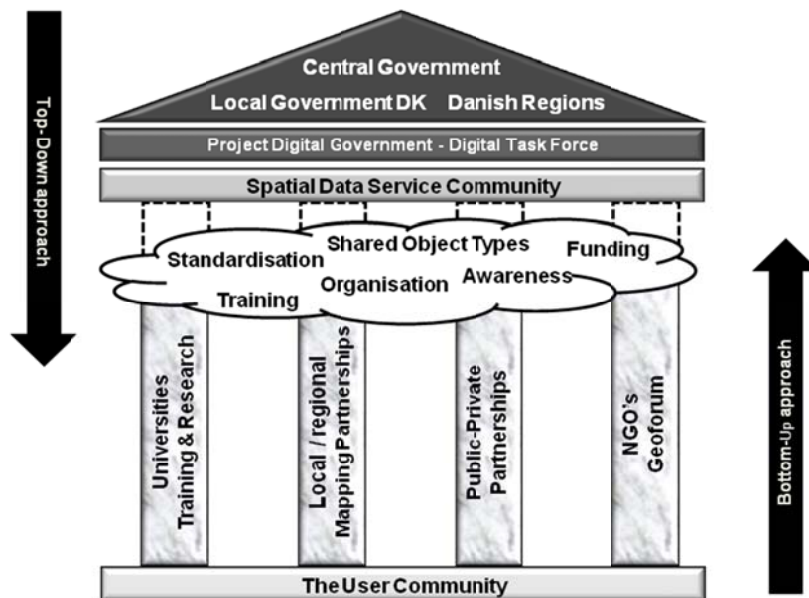 Central Government
Local Government DK Danish Regions
Project Digital Government - Digital Task Force
Spatial Data Service Community
Top- Down approach
Shared Object Types
Funding
Standardisation
Awareness
Organisation
Training
Universities
Training & Research
Local / regional
Mapping Partnerships
Public-Private
Partnerships
NGO's
Geoforum
Bottom-Up approach
The User Community